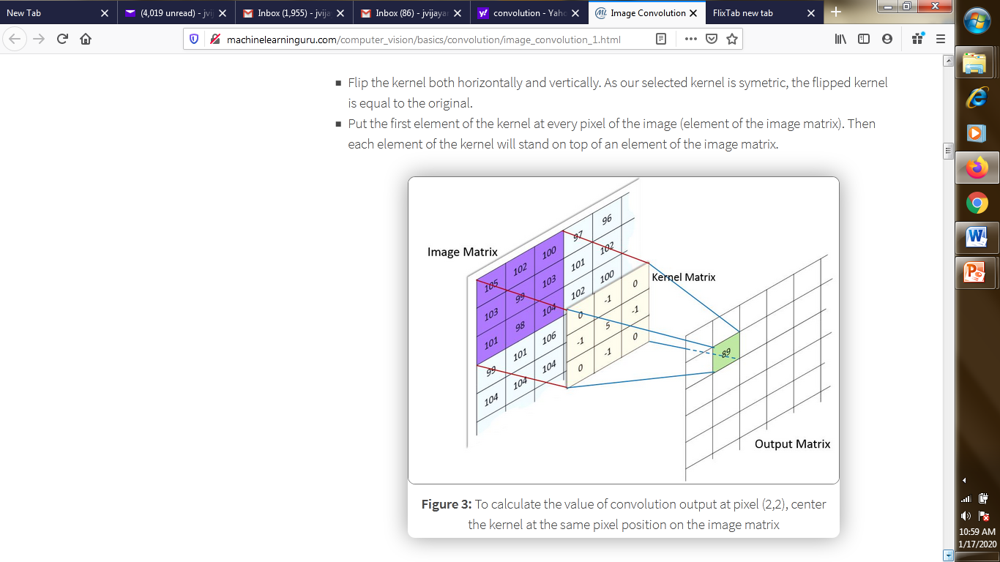 New Tab
(4,019 unread) - jvij
Inbox (1,955) - jvija
Inbox (86) - jvijayar
convolution - Yaho
Image Convolution
FlixTab new tab
machinelearninguru.com/computer_vision/basics/convolution/image_convolution_1.html
Flip the kernel both horizontally and vertically. As our selected kernel is symetric, the flipped kernel
is equal to the original.
Put the first element of the kernel at every pixel of the image (element of the image matrix). Then
each element of the kernel will stand on top of an element of the image matrix.
Image Matrix
105 102 100 97 96
103 99 103 101 102
101 98 104 102 100
99 101 106
104 104 104
Kernel Matrix
0 -1 0
-1 5 -1
0 -1 0
89
Output Matrix
Figure 3: To calculate the value of convolution output at pixel (2,2), center
the kernel at the same pixel position on the image matrix
10:59 AM
1/17/2020